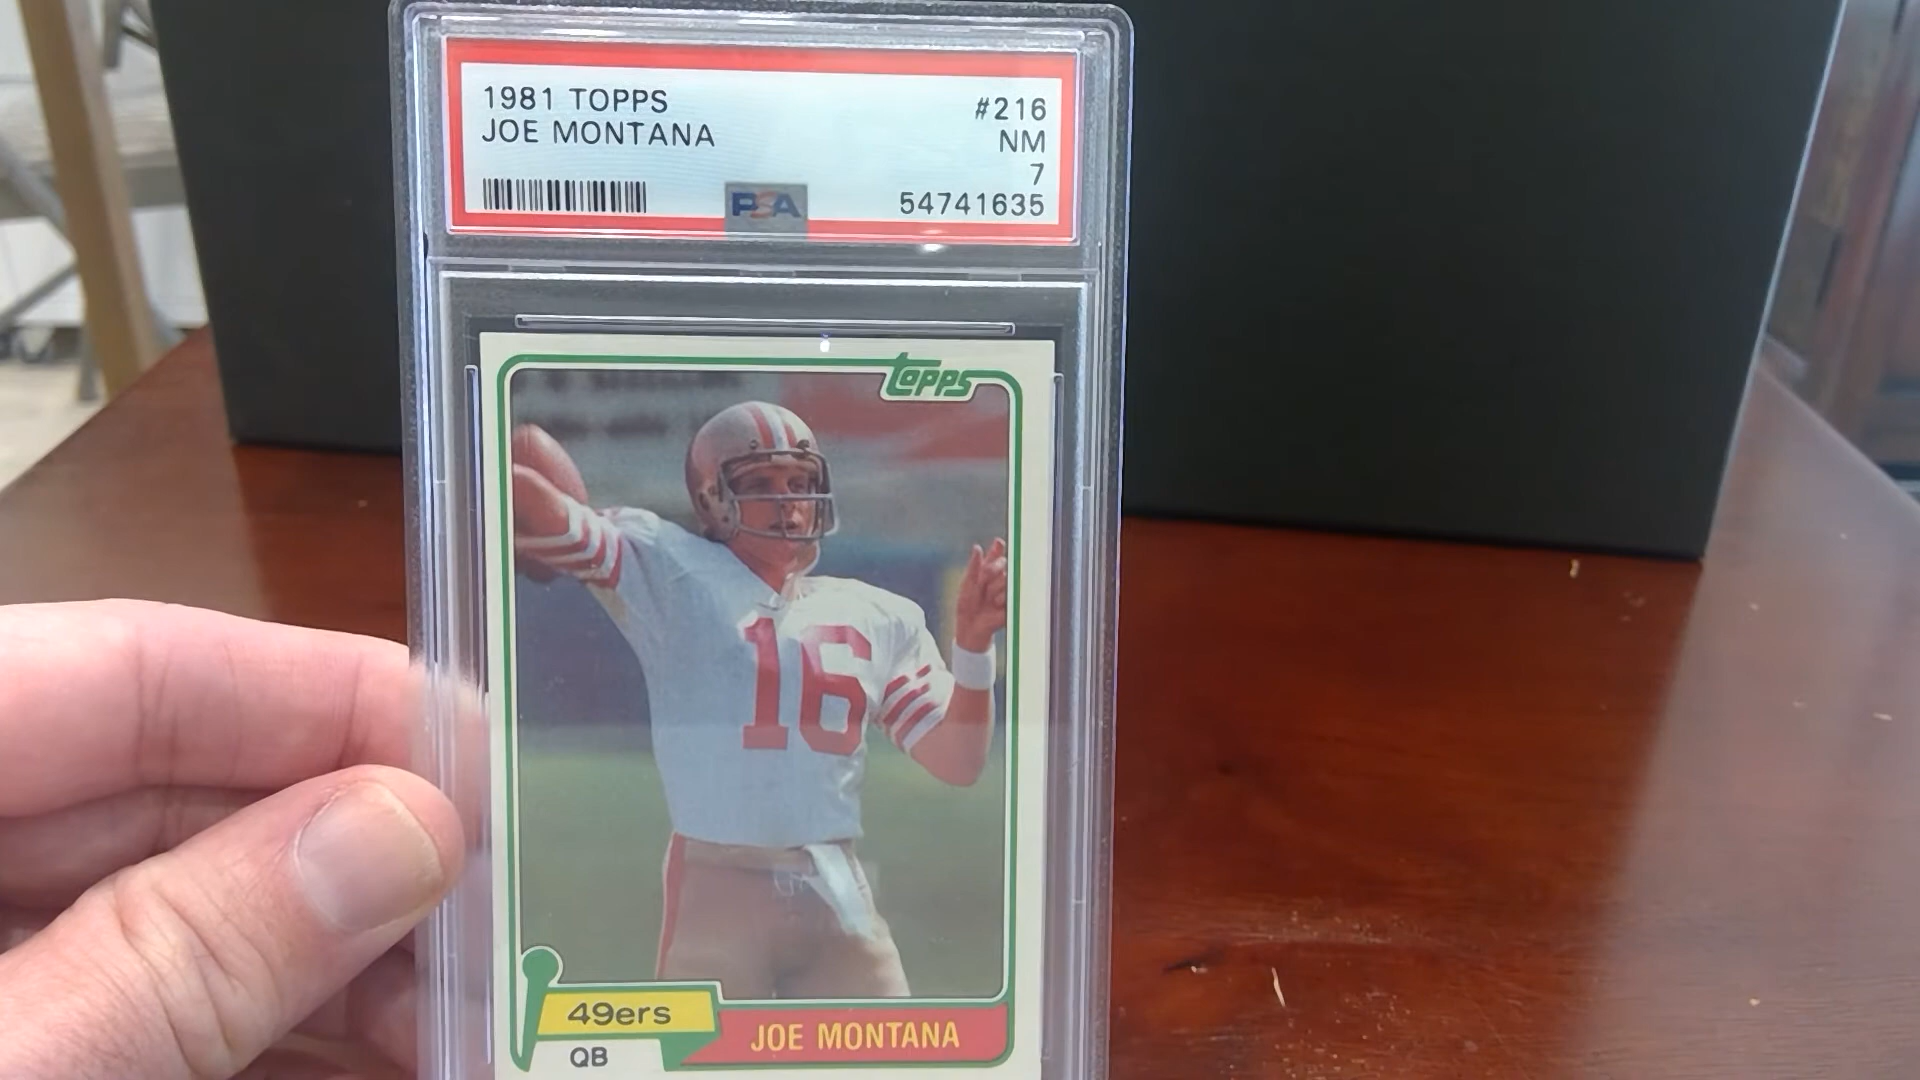 1981 TOPPS
#216
JOE MONTANA
NM
7
PSA
54741635
topps
16
49ers
JOE MONTANA
QB